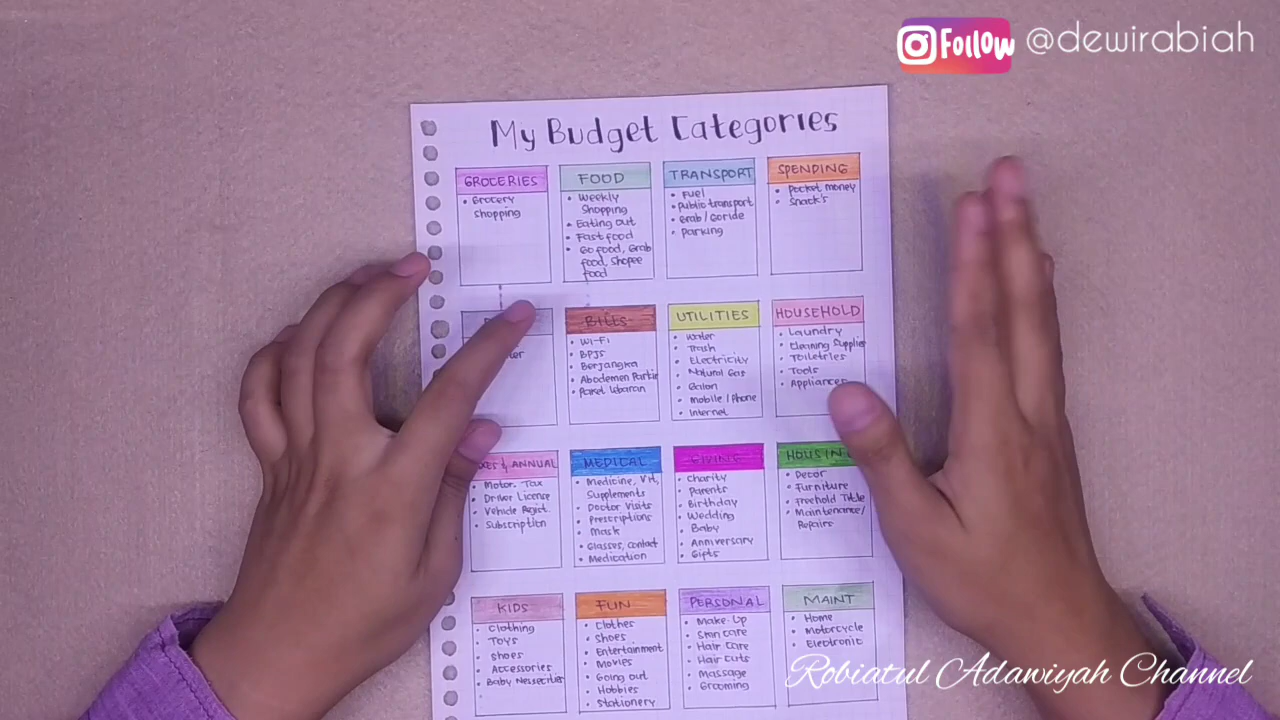 Follow @dewirabiah
My Budget Categories
GROCERIES
• Grocery
shopping
FOOD
• Weekly
Shopping
• Eating out
• Fast food
• Go food, Grab
food, Shopee
food
TRANSPORT
• Fuel
• public transport
• Grab / Goride
• parking
SPENDING
• Pocket money
• Snack's
BILLS
• Wi-Fi
• BPJS
• Berjangka
• Paket lebaran
UTILITIES
• Water
• Trash
• Electricity
• Natural Gas
• Galon
• Mobile / Phone
• Internet
HOUSEHOLD
• Laundry
• Cleaning Supplies
• Toiletries
• Tools
• Appliances
& ANNUAL
• Motor. Tax
• Driver Licence
• Vehicle Regist.
• Subscription
MEDICAL
• Medicine, Vit,
Supplements
• Doctor Visits
• Prescriptions
• Mask
• Glasses, contact
• Medication
GIVING
• Charity
• Parents
• Birthday
• Wedding
• Baby
• Anniversary
• Gifts
• Decor
• Furniture
• Freehold Title
• Maintenance/
Repairs
KIDS
• Clothing
• Toys
• Shoes
• Accessories
• Baby Nesseties
FUN
• Clothes
• Shoes
• Entertainment
• Movies
• Going out
• Hobbies
• Stationery
PERSONAL
• Make-Up
• Skin care
• Hair care
• Hair cuts
• Massage
• Grooming
MAINT
• Home
• Motorcycle
• Electronic
Robiatul Adawiyah Channel